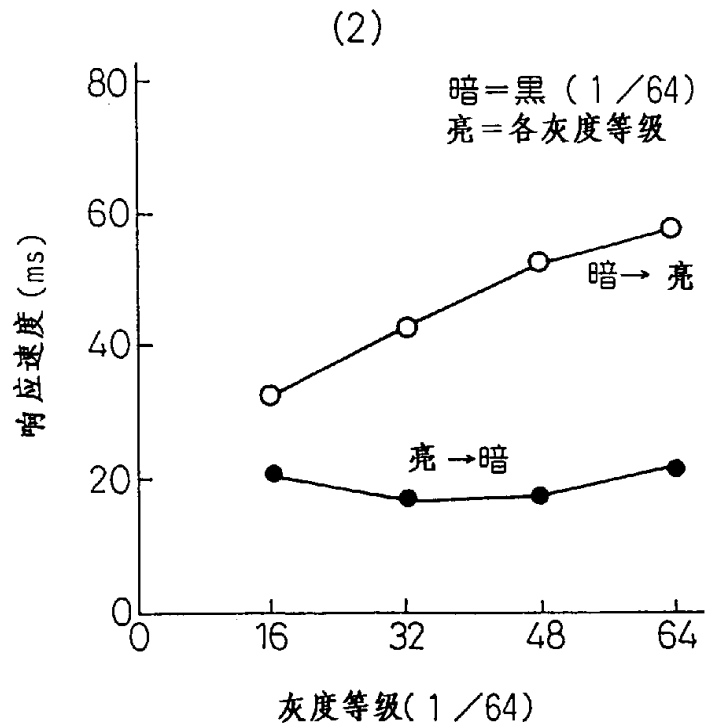 (2)
暗=黒(1/64)
亮=各灰度等级
80
60
40
20
0
响应速度(ms)
暗→亮
亮→暗
0 16 32 48 64
灰度等级(1/64)